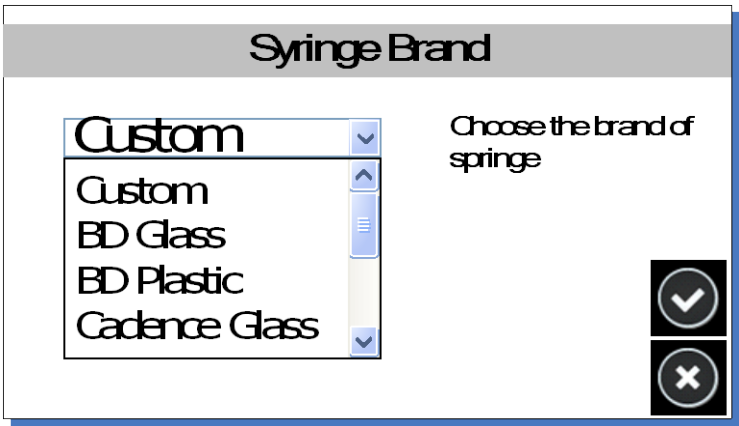 Syringe Brand
Custom
Choose the brand of
springe
Custom
BD Glass
BD Plastic
Cadence Glass